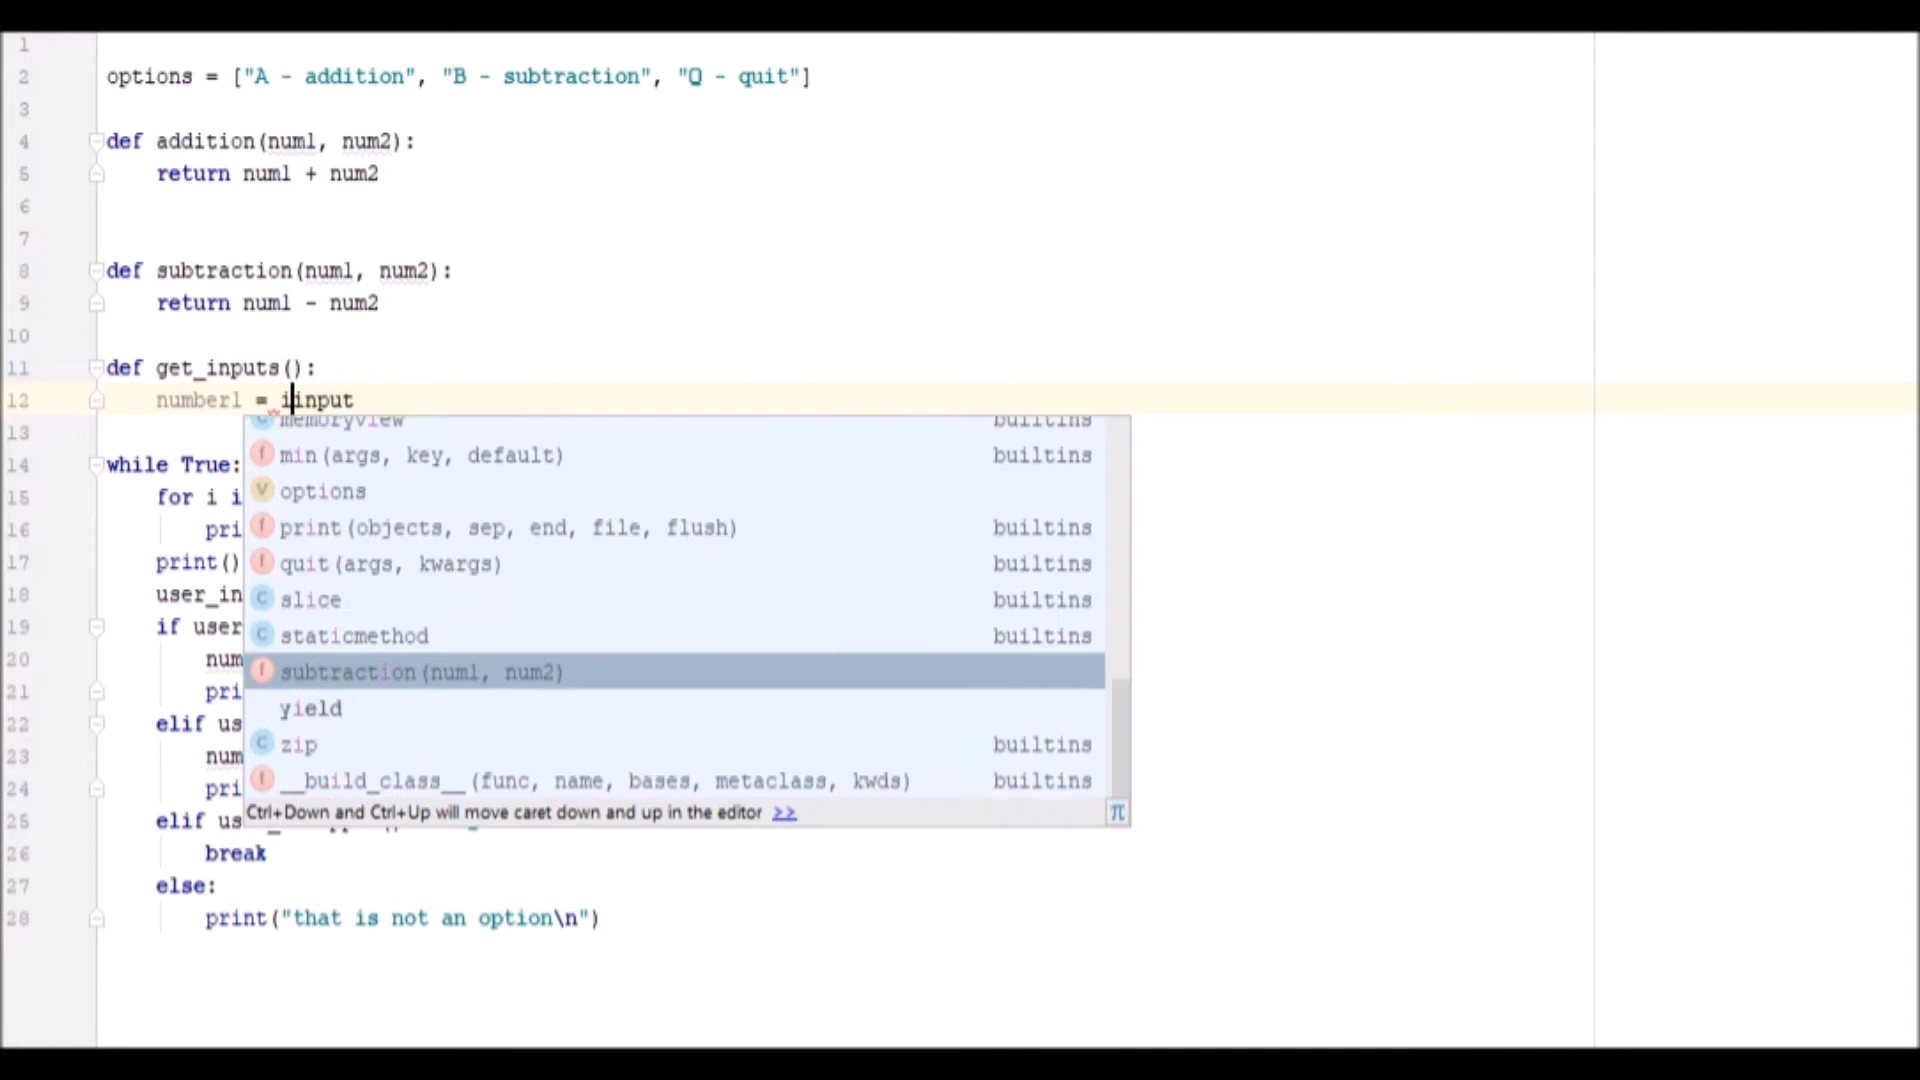 1
2 options = ["A - addition", "B - subtraction", "Q - quit"]
3
4 def addition(num1, num2):
5 return num1 + num2
6
7
8 def subtraction(num1, num2):
9 return num1 - num2
10
11 def get_inputs():
12 number1 = iinput
memoryview builtins
13
14 while True:
min(args, key, default) builtins
15 for i i
options
16 pri
print(objects, sep, end, file, flush) builtins
17 print()
quit(args, kwargs) builtins
18 user_in
slice builtins
19 if user
staticmethod builtins
20 num
subtraction(num1, num2)
21 pri
yield
22 elif us
zip builtins
23 num
__build_class__(func, name, bases, metaclass, kwds) builtins
24 pri
Ctrl+Down and Ctrl+Up will move caret down and up in the editor >> π
25 elif us
26 break
27 else:
28 print("that is not an option\n")